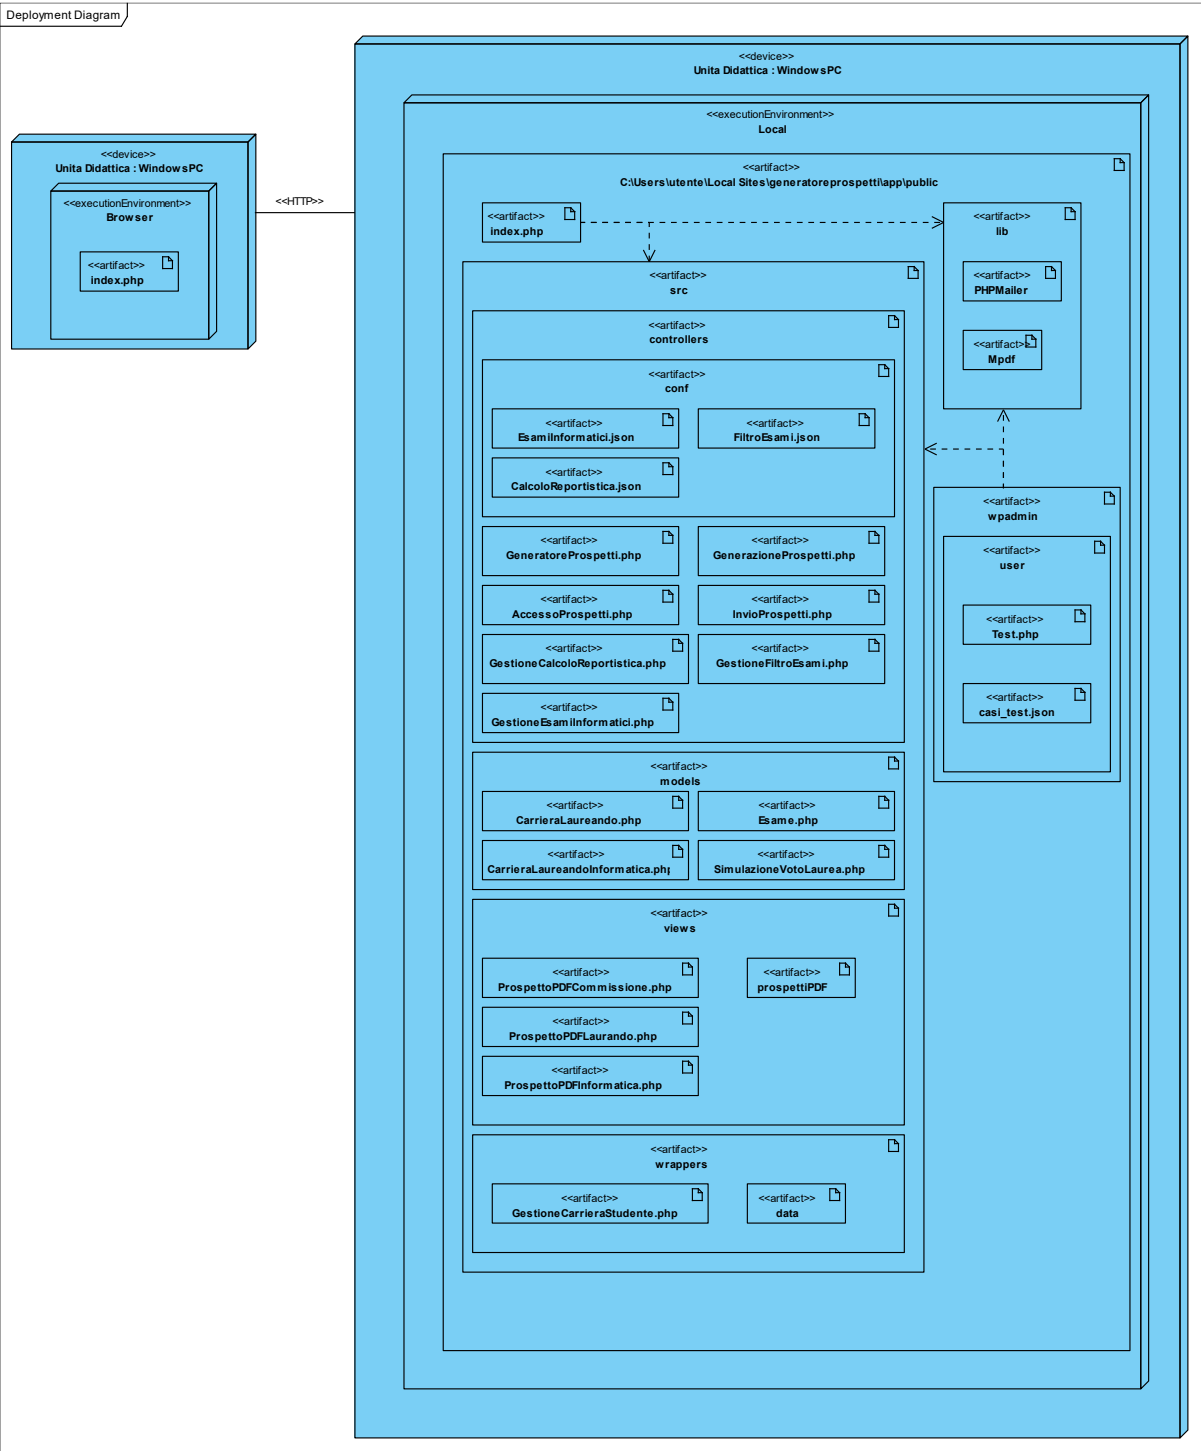 Deployment Diagram
<<device>>
Unita Didattica : WindowsPC
<<executionEnvironment>>
Browser
<<artifact>>
index.php
<<HTTP>>
<<device>>
Unita Didattica : WindowsPC
<<executionEnvironment>>
Local
<<artifact>>
C:\Users\utente\Local Sites\generatoreprospetti\app\public
<<artifact>>
index.php
<<artifact>>
lib
<<artifact>>
PHPMailer
<<artifact>>
Mpdf
<<artifact>>
src
<<artifact>>
controllers
<<artifact>>
conf
<<artifact>>
EsamiInformatici.json
<<artifact>>
FiltroEsami.json
<<artifact>>
CalcoloReportistica.json
<<artifact>>
GeneratoreProspetti.php
<<artifact>>
GenerazioneProspetti.php
<<artifact>>
AccessoProspetti.php
<<artifact>>
InvioProspetti.php
<<artifact>>
GestioneCalcoloReportistica.php
<<artifact>>
GestioneFiltroEsami.php
<<artifact>>
GestioneEsamiInformatici.php
<<artifact>>
wpadmin
<<artifact>>
user
<<artifact>>
Test.php
<<artifact>>
casi_test.json
<<artifact>>
models
<<artifact>>
CarrieraLaureando.php
<<artifact>>
Esame.php
<<artifact>>
CarrieraLaureandoInformatica.php
<<artifact>>
SimulazioneVotoLaurea.php
<<artifact>>
views
<<artifact>>
ProspettoPDFCommissione.php
<<artifact>>
prospettiPDF
<<artifact>>
ProspettoPDFLaurando.php
<<artifact>>
ProspettoPDFInformatica.php
<<artifact>>
wrappers
<<artifact>>
GestioneCarrieraStudente.php
<<artifact>>
data